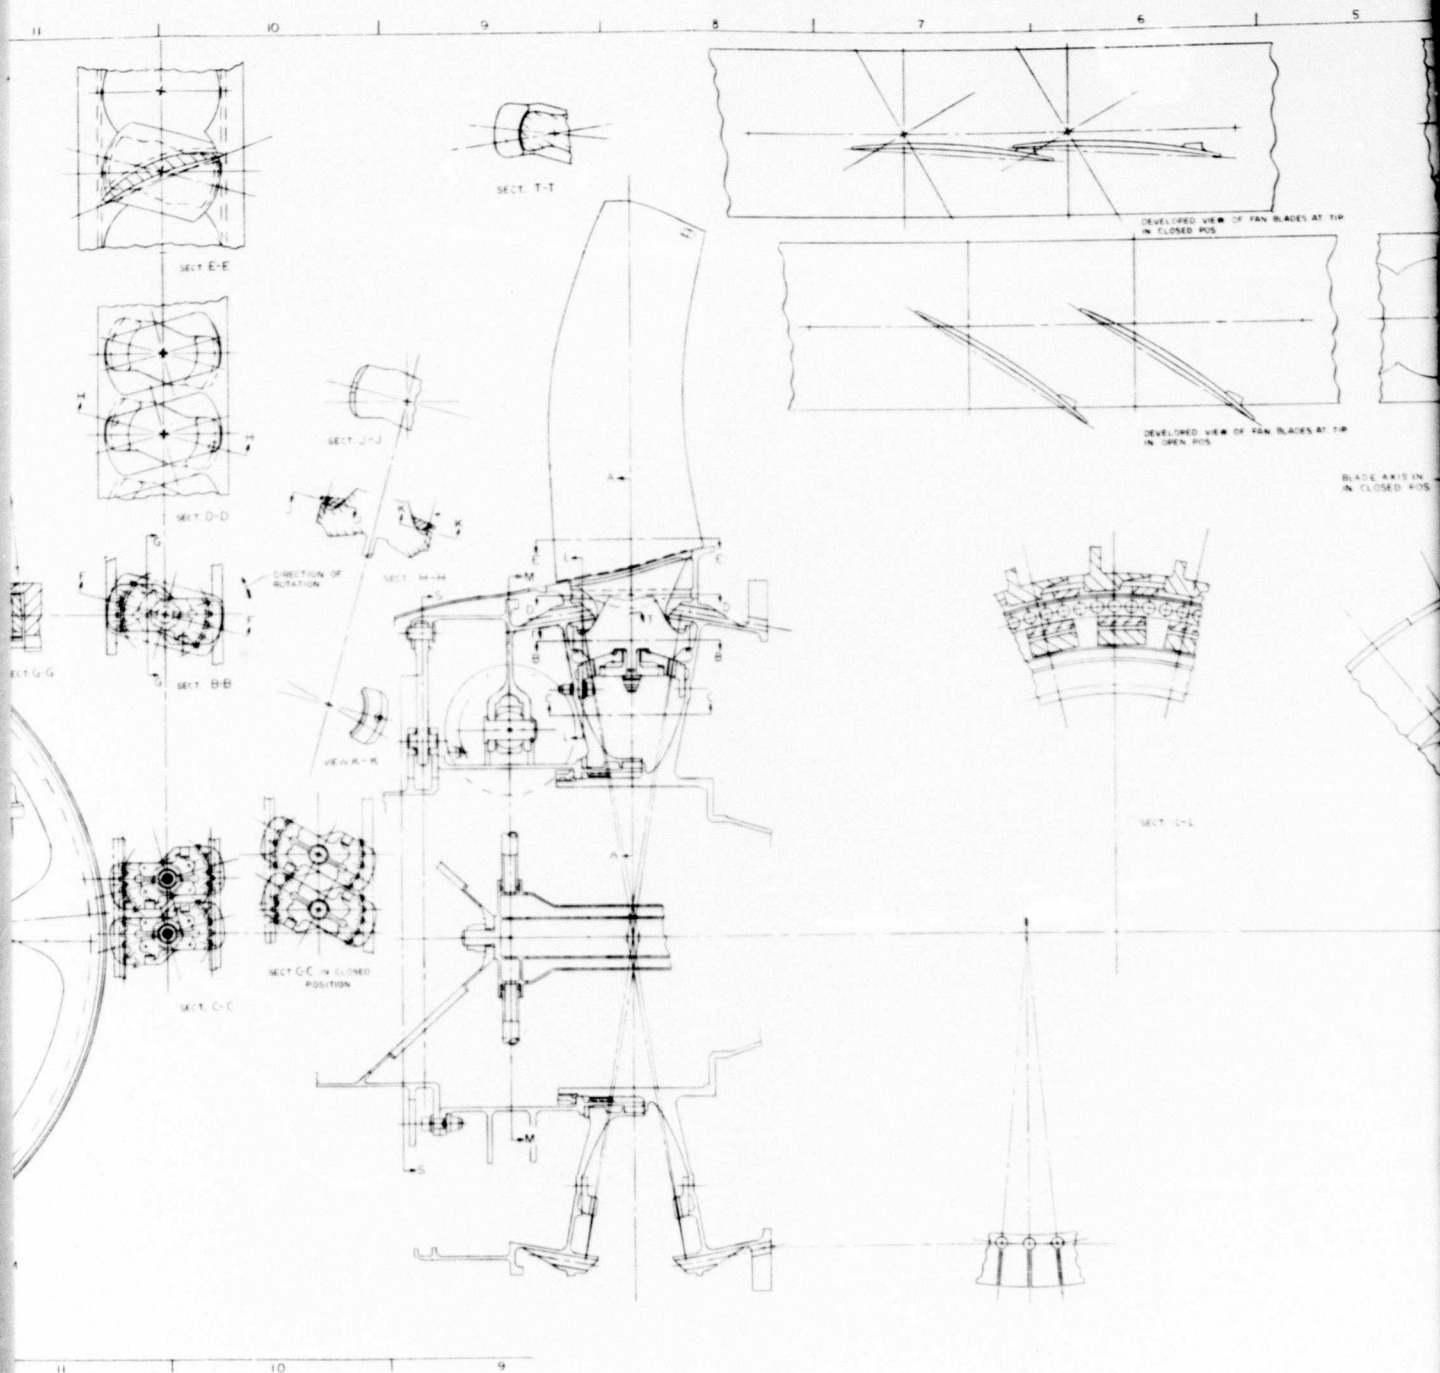 11 10 9 8 7 6 5
SECT. T-T
DEVELOPED VIEW OF FAN BLADES AT TIP
IN CLOSED POS.
SECT. E-E
DEVELOPED VIEW OF FAN BLADES AT TIP
IN OPEN POS.
H
H
SECT. J-J
A
BLADE AXIS IN
IN CLOSED POS
J
J
K
K
SECT. D-D
G
F
DIRECTION OF
ROTATION
SECT. H-H
E
L
E
M
S
D
D
T
F
B
B
SECT. G-G
G
SECT. B-B
C
C
L
VIEW K-K
SECT. L-L
A
SECT. C-C IN CLOSED
POSITION
SECT. C-C
M
S
11 10 9